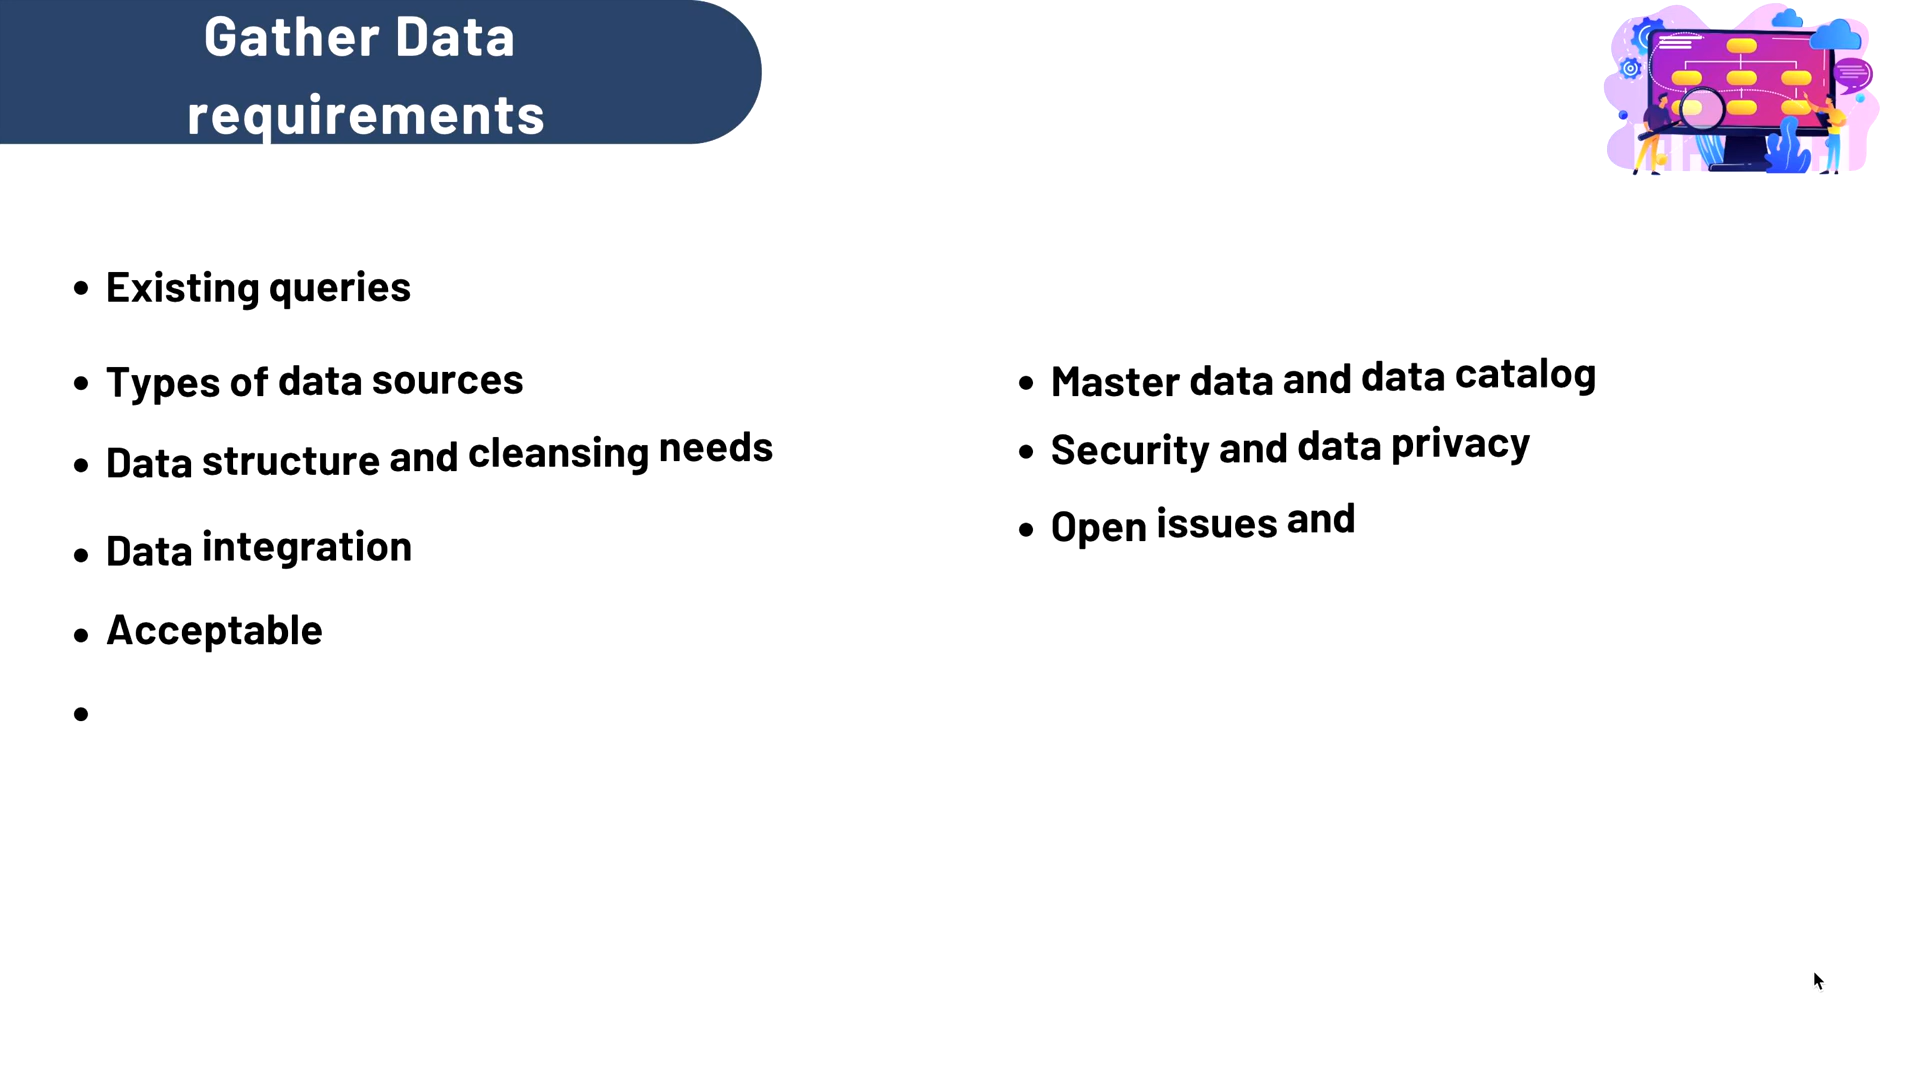 Gather Data
requirements
• Existing queries
• Types of data sources
• Data structure and cleansing needs
• Data integration
• Acceptable
•
• Master data and data catalog
• Security and data privacy
• Open issues and